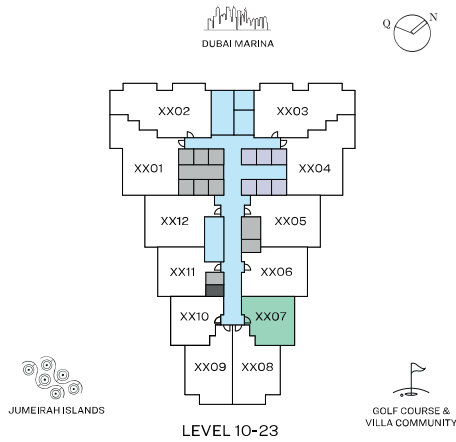 DUBAI MARINA
Q N
XX02 XX03
XX01 XX04
XX12 XX05
XX11 XX06
XX10 XX07
XX09 XX08
JUMEIRAH ISLANDS
GOLF COURSE &
VILLA COMMUNITY
LEVEL 10-23